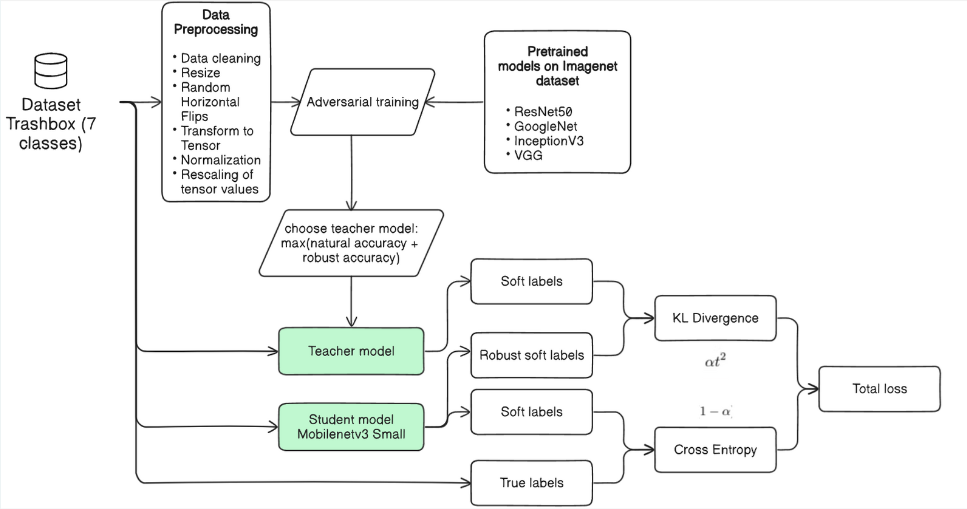 Data
Preprocessing
• Data cleaning
• Resize
• Random
Horizontal
Flips
• Transform to
Tensor
• Normalization
• Rescaling of
tensor values
Dataset
Trashbox (7
classes)
Adversarial training
Pretrained
models on Imagenet
dataset
• ResNet50
• GoogleNet
• InceptionV3
• VGG
choose teacher model:
max(natural accuracy +
robust accuracy)
Soft labels
KL Divergence
Teacher model
Robust soft labels
αt²
Total loss
1 − α
Student model
Mobilenetv3 Small
Soft labels
Cross Entropy
True labels